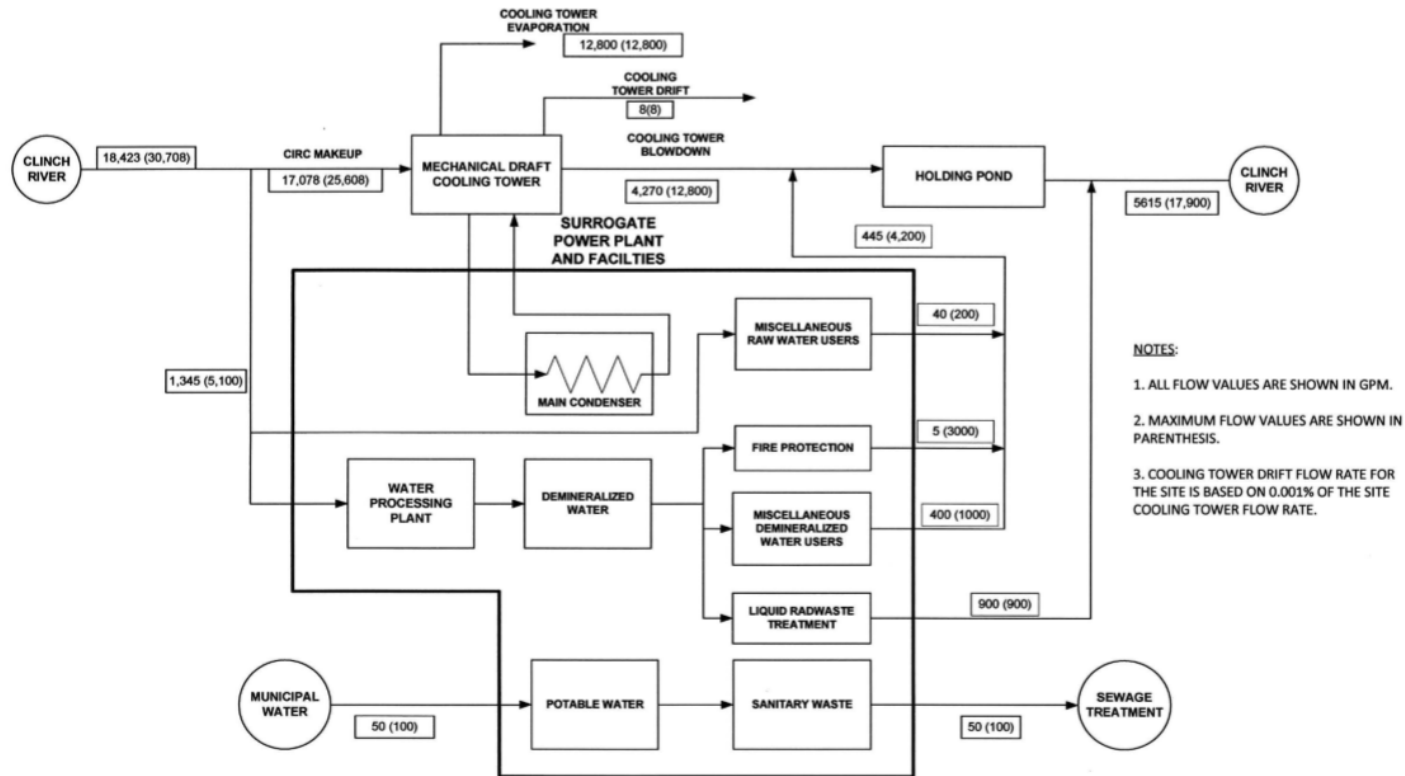 COOLING TOWER
EVAPORATION
12,800 (12,800)
COOLING
TOWER DRIFT
8(8)
CLINCH
RIVER
18,423 (30,708)
CIRC MAKEUP
17,078 (25,608)
MECHANICAL DRAFT
COOLING TOWER
COOLING TOWER
BLOWDOWN
4,270 (12,800)
HOLDING POND
5615 (17,900)
CLINCH
RIVER
445 (4,200)
SURROGATE
POWER PLANT
AND FACILTIES
1,345 (5,100)
MAIN CONDENSER
MISCELLANEOUS
RAW WATER USERS
40 (200)
FIRE PROTECTION
5 (3000)
WATER
PROCESSING
PLANT
DEMINERALIZED
WATER
MISCELLANEOUS
DEMINERALIZED
WATER USERS
400 (1000)
LIQUID RADWASTE
TREATMENT
900 (900)
MUNICIPAL
WATER
50 (100)
POTABLE WATER
SANITARY WASTE
50 (100)
SEWAGE
TREATMENT
NOTES:
1. ALL FLOW VALUES ARE SHOWN IN GPM.
2. MAXIMUM FLOW VALUES ARE SHOWN IN
PARENTHESIS.
3. COOLING TOWER DRIFT FLOW RATE FOR
THE SITE IS BASED ON 0.001% OF THE SITE
COOLING TOWER FLOW RATE.